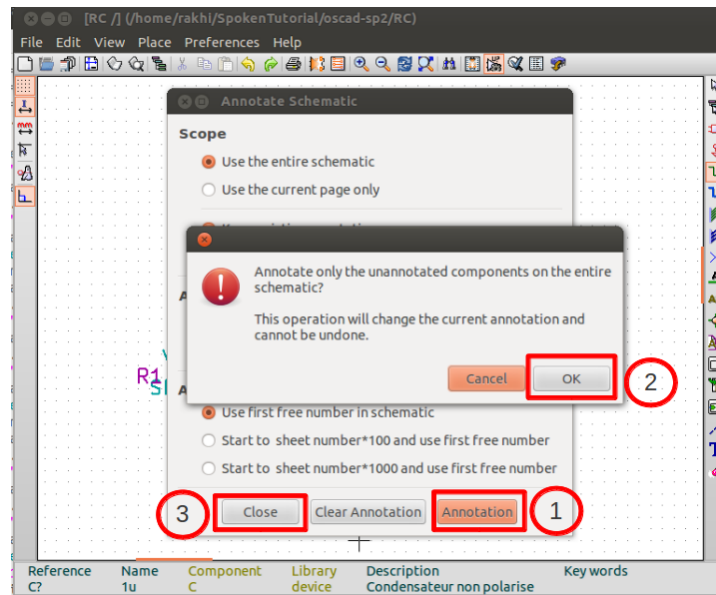 [RC /] (/home/rakhi/SpokenTutorial/oscad-sp2/RC)
File Edit View Place Preferences Help
Annotate Schematic
Scope
Use the entire schematic
Use the current page only
Annotate only the unannotated components on the entire
schematic?
This operation will change the current annotation and
cannot be undone.
Cancel OK 2
R1
Use first free number in schematic
Start to sheet number*100 and use first free number
Start to sheet number*1000 and use first free number
3 Close Clear Annotation Annotation 1
Reference Name Component Library Description Key words
C? 1u C device Condensateur non polarise